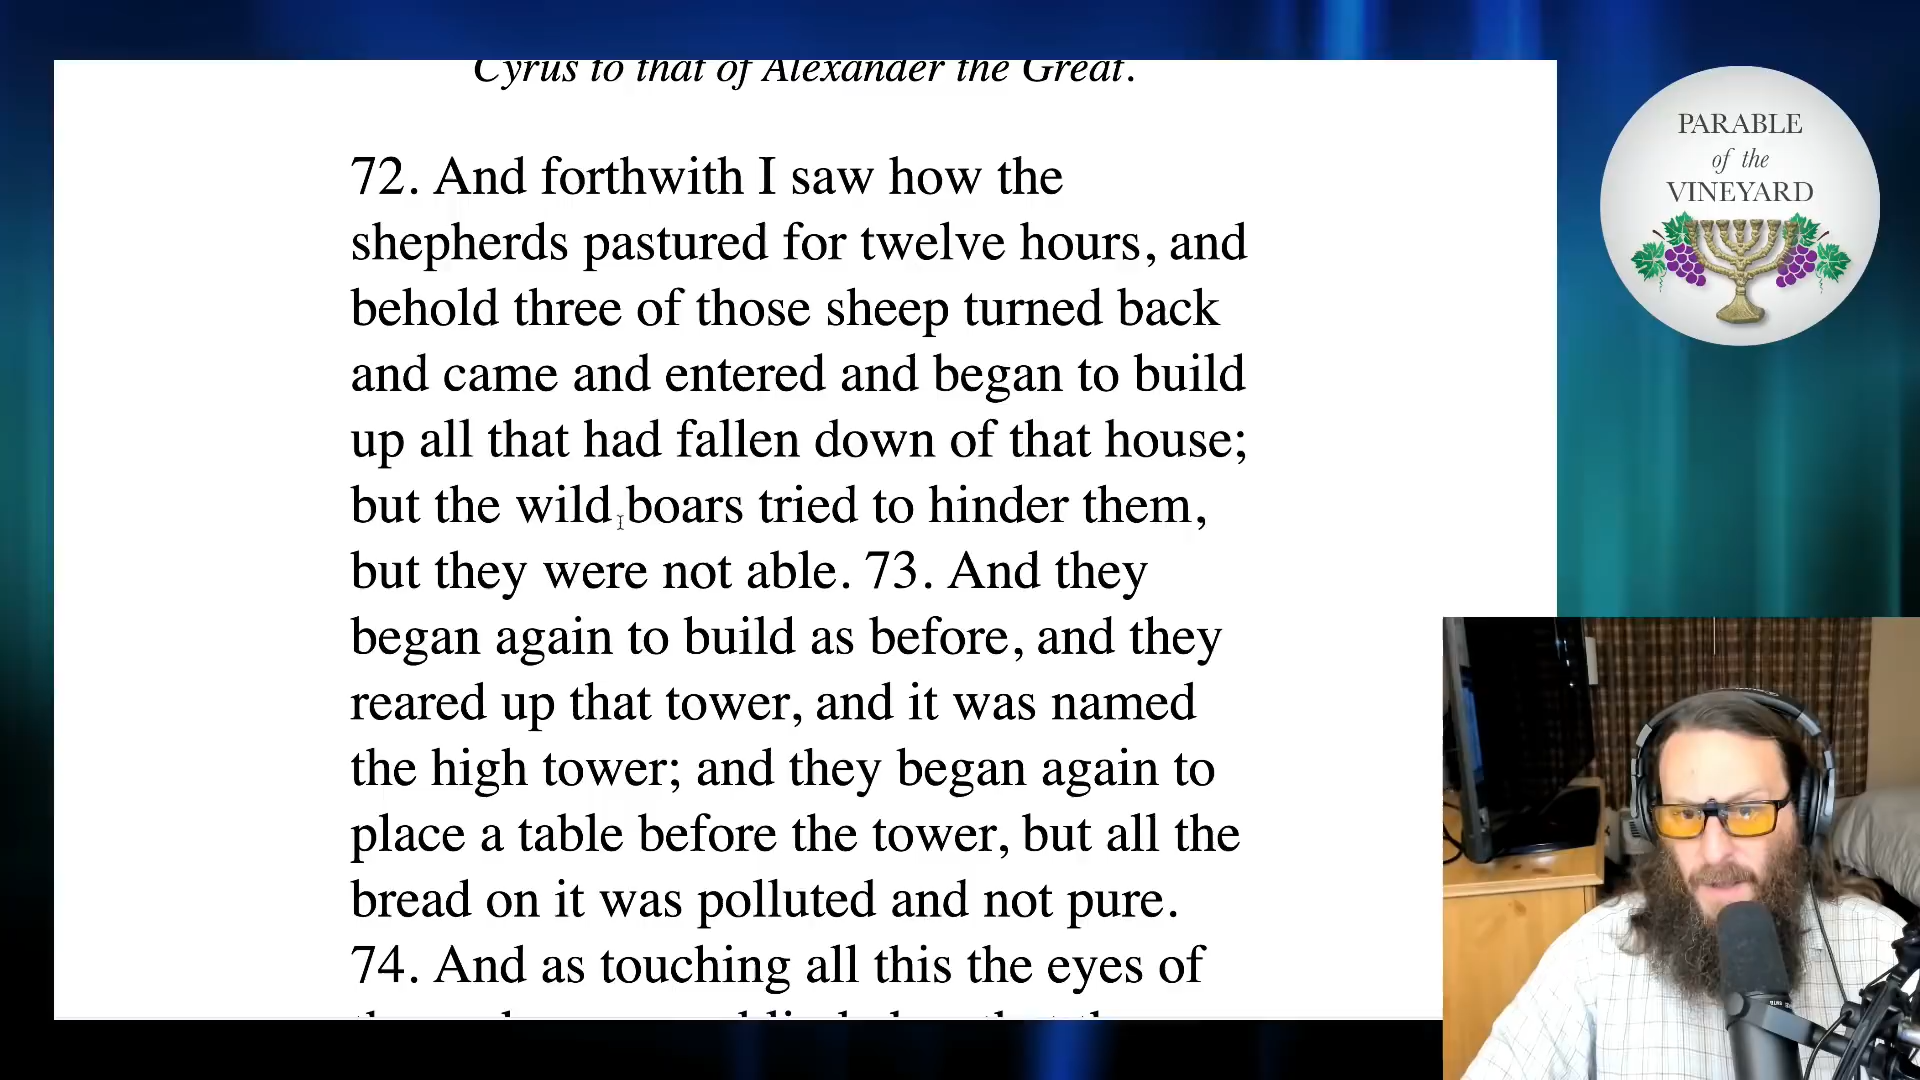 Cyrus to that of Alexander the Great.
72. And forthwith I saw how the
shepherds pastured for twelve hours, and
behold three of those sheep turned back
and came and entered and began to build
up all that had fallen down of that house;
but the wild boars tried to hinder them,
but they were not able. 73. And they
began again to build as before, and they
reared up that tower, and it was named
the high tower; and they began again to
place a table before the tower, but all the
bread on it was polluted and not pure.
74. And as touching all this the eyes of
PARABLE
of the
VINEYARD